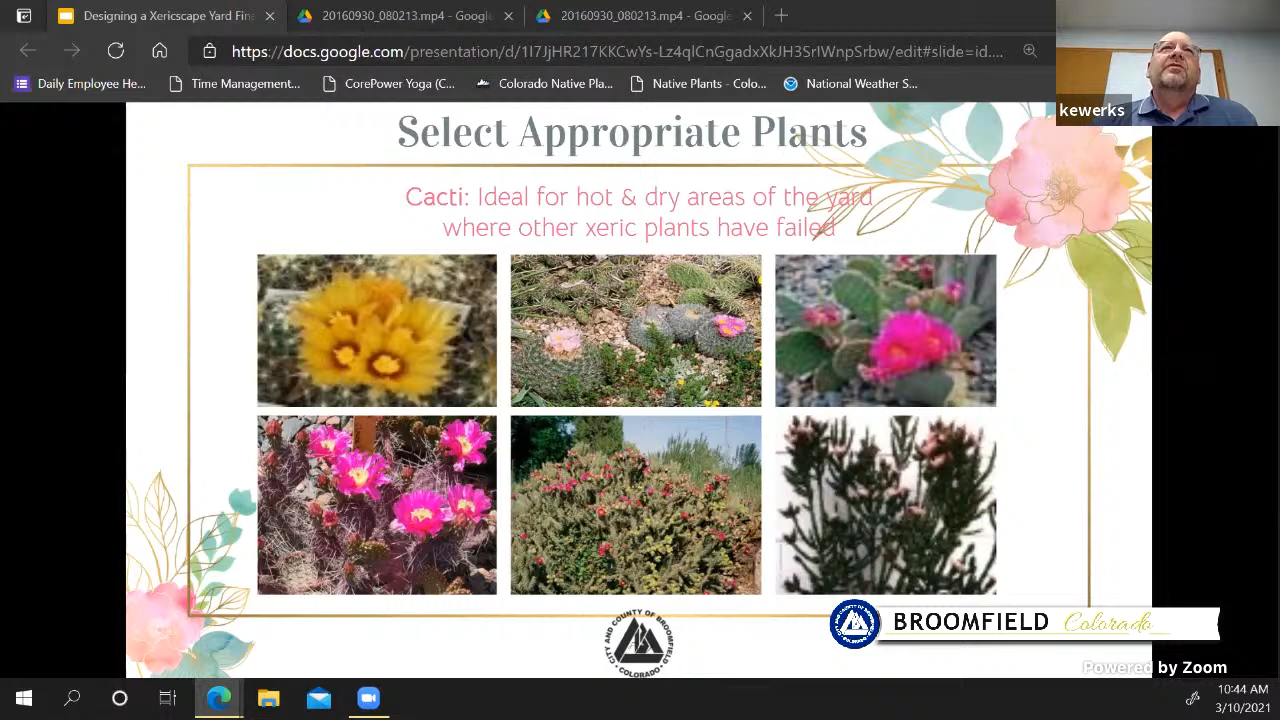 Designing a Xericscape Yard Fin
20160930_080213.mp4 - Google
20160930_080213.mp4 - Google
https://docs.google.com/presentation/d/1l7JjHR217KKCwYs-Lz4qlCnGgadxXkJH3SrIWnpSrbw/edit#slide=id....
Daily Employee He...
Time Management...
CorePower Yoga (C...
Colorado Native Pla...
Native Plants - Colo...
National Weather S...
kewerks
Select Appropriate Plants
Cacti: Ideal for hot & dry areas of the yard
where other xeric plants have failed
CITY AND COUNTY OF BROOMFIELD
COLORADO
BROOMFIELD Colorado
Powered by Zoom
10:44 AM
3/10/2021